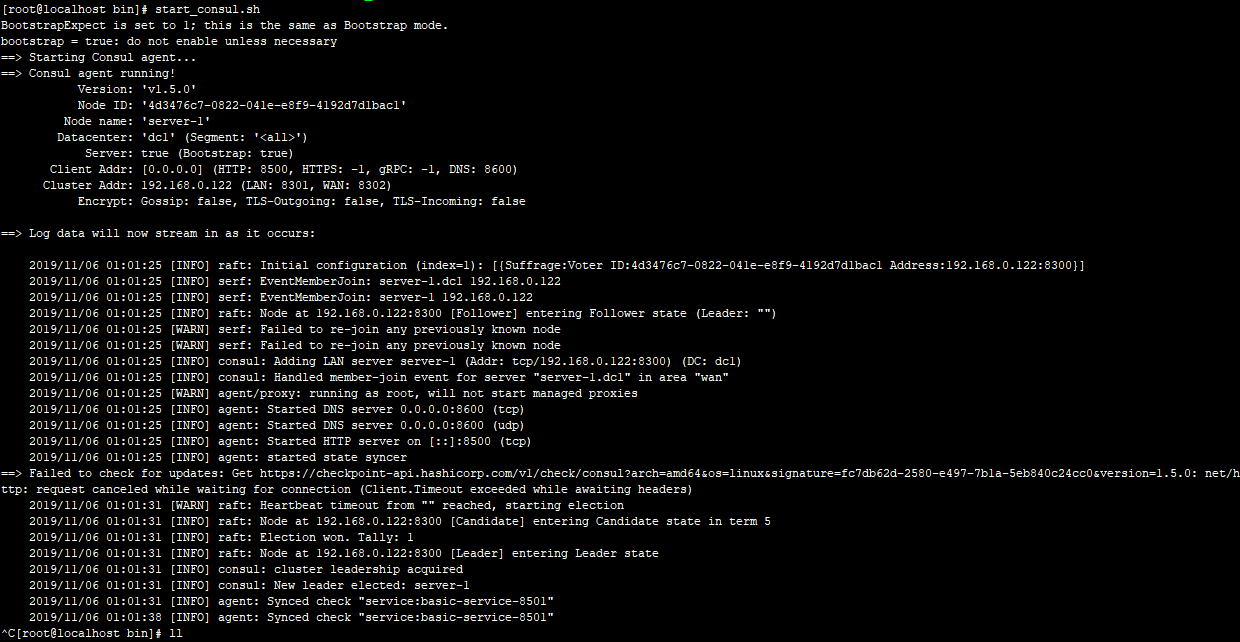 [root@localhost bin]# start_consul.sh
BootstrapExpect is set to 1; this is the same as Bootstrap mode.
bootstrap = true: do not enable unless necessary
==> Starting Consul agent...
==> Consul agent running!
Version: 'v1.5.0'
Node ID: '4d3476c7-0822-041e-e8f9-4192d7d1bac1'
Node name: 'server-1'
Datacenter: 'dc1' (Segment: '<all>')
Server: true (Bootstrap: true)
Client Addr: [0.0.0.0] (HTTP: 8500, HTTPS: -1, gRPC: -1, DNS: 8600)
Cluster Addr: 192.168.0.122 (LAN: 8301, WAN: 8302)
Encrypt: Gossip: false, TLS-Outgoing: false, TLS-Incoming: false
==> Log data will now stream in as it occurs:
2019/11/06 01:01:25 [INFO] raft: Initial configuration (index=1): [{Suffrage:Voter ID:4d3476c7-0822-041e-e8f9-4192d7d1bac1 Address:192.168.0.122:8300}]
2019/11/06 01:01:25 [INFO] serf: EventMemberJoin: server-1.dc1 192.168.0.122
2019/11/06 01:01:25 [INFO] serf: EventMemberJoin: server-1 192.168.0.122
2019/11/06 01:01:25 [INFO] raft: Node at 192.168.0.122:8300 [Follower] entering Follower state (Leader: "")
2019/11/06 01:01:25 [WARN] serf: Failed to re-join any previously known node
2019/11/06 01:01:25 [WARN] serf: Failed to re-join any previously known node
2019/11/06 01:01:25 [INFO] consul: Adding LAN server server-1 (Addr: tcp/192.168.0.122:8300) (DC: dc1)
2019/11/06 01:01:25 [INFO] consul: Handled member-join event for server "server-1.dc1" in area "wan"
2019/11/06 01:01:25 [WARN] agent/proxy: running as root, will not start managed proxies
2019/11/06 01:01:25 [INFO] agent: Started DNS server 0.0.0.0:8600 (tcp)
2019/11/06 01:01:25 [INFO] agent: Started DNS server 0.0.0.0:8600 (udp)
2019/11/06 01:01:25 [INFO] agent: Started HTTP server on [::]:8500 (tcp)
2019/11/06 01:01:25 [INFO] agent: started state syncer
==> Failed to check for updates: Get https://checkpoint-api.hashicorp.com/v1/check/consul?arch=amd64&os=linux&signature=fc7db62d-2580-e497-7b1a-5eb840c24cc0&version=1.5.0: net/h
ttp: request canceled while waiting for connection (Client.Timeout exceeded while awaiting headers)
2019/11/06 01:01:31 [WARN] raft: Heartbeat timeout from "" reached, starting election
2019/11/06 01:01:31 [INFO] raft: Node at 192.168.0.122:8300 [Candidate] entering Candidate state in term 5
2019/11/06 01:01:31 [INFO] raft: Election won. Tally: 1
2019/11/06 01:01:31 [INFO] raft: Node at 192.168.0.122:8300 [Leader] entering Leader state
2019/11/06 01:01:31 [INFO] consul: cluster leadership acquired
2019/11/06 01:01:31 [INFO] consul: New leader elected: server-1
2019/11/06 01:01:31 [INFO] agent: Synced check "service:basic-service-8501"
2019/11/06 01:01:38 [INFO] agent: Synced check "service:basic-service-8501"
^C[root@localhost bin]# ll